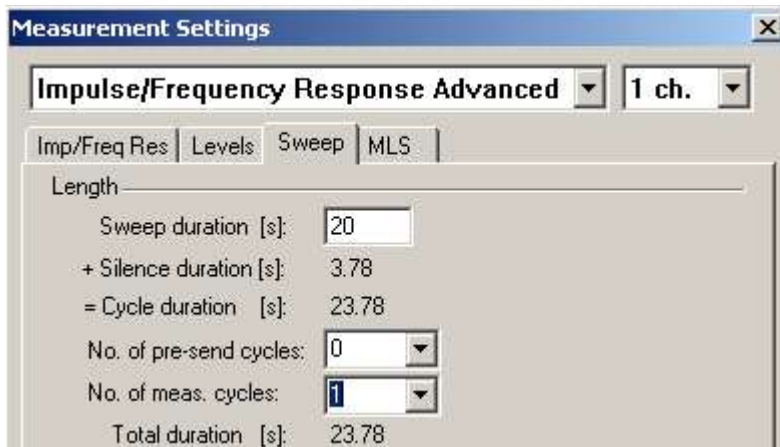 Measurement Settings
Impulse/Frequency Response Advanced 1 ch.
Imp/Freq Res Levels Sweep MLS
Length
Sweep duration [s]: 20
+ Silence duration [s]: 3.78
= Cycle duration [s]: 23.78
No. of pre-send cycles: 0
No. of meas. cycles: 1
Total duration [s]: 23.78